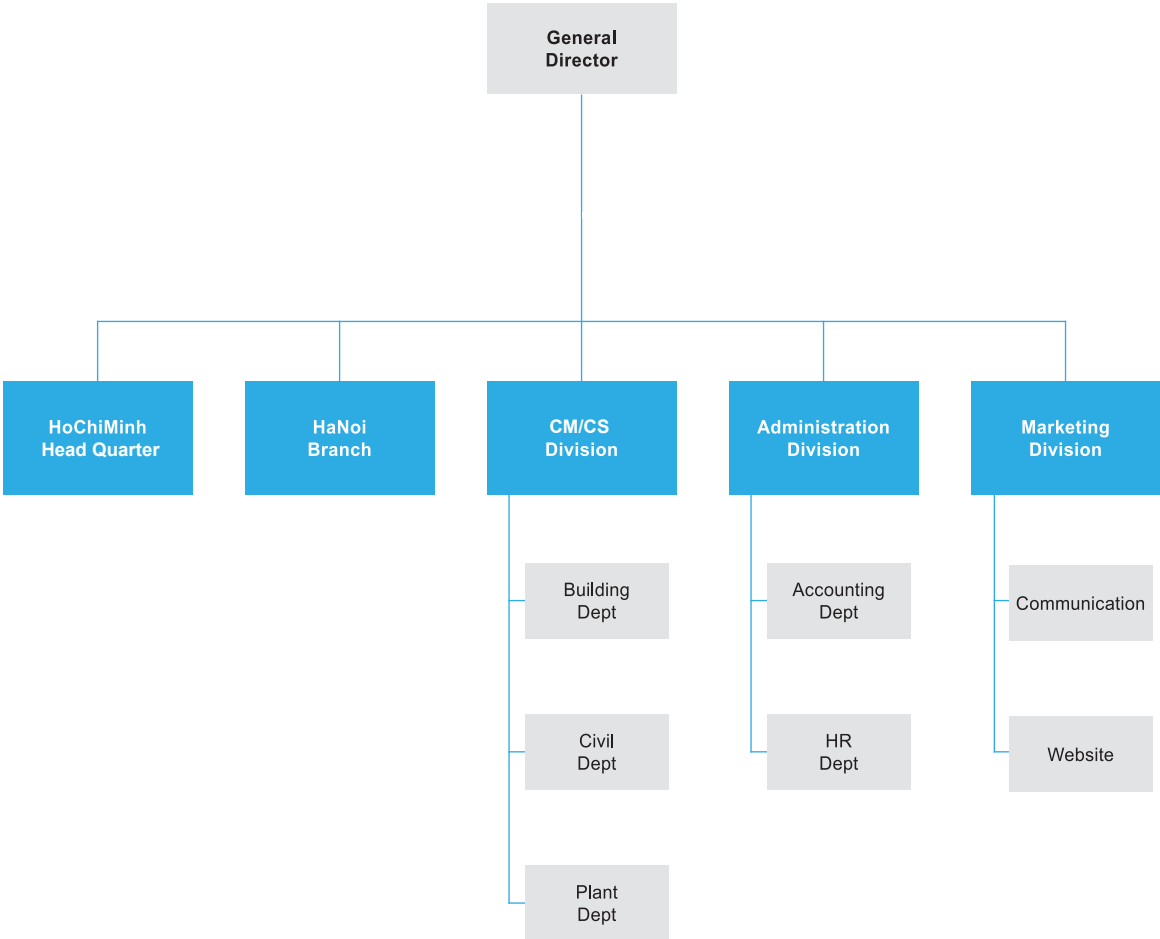 General
Director
HoChiMinh
Head Quarter
HaNoi
Branch
CM/CS
Division
Administration
Division
Marketing
Division
Building
Dept
Accounting
Dept
Communication
Civil
Dept
HR
Dept
Website
Plant
Dept